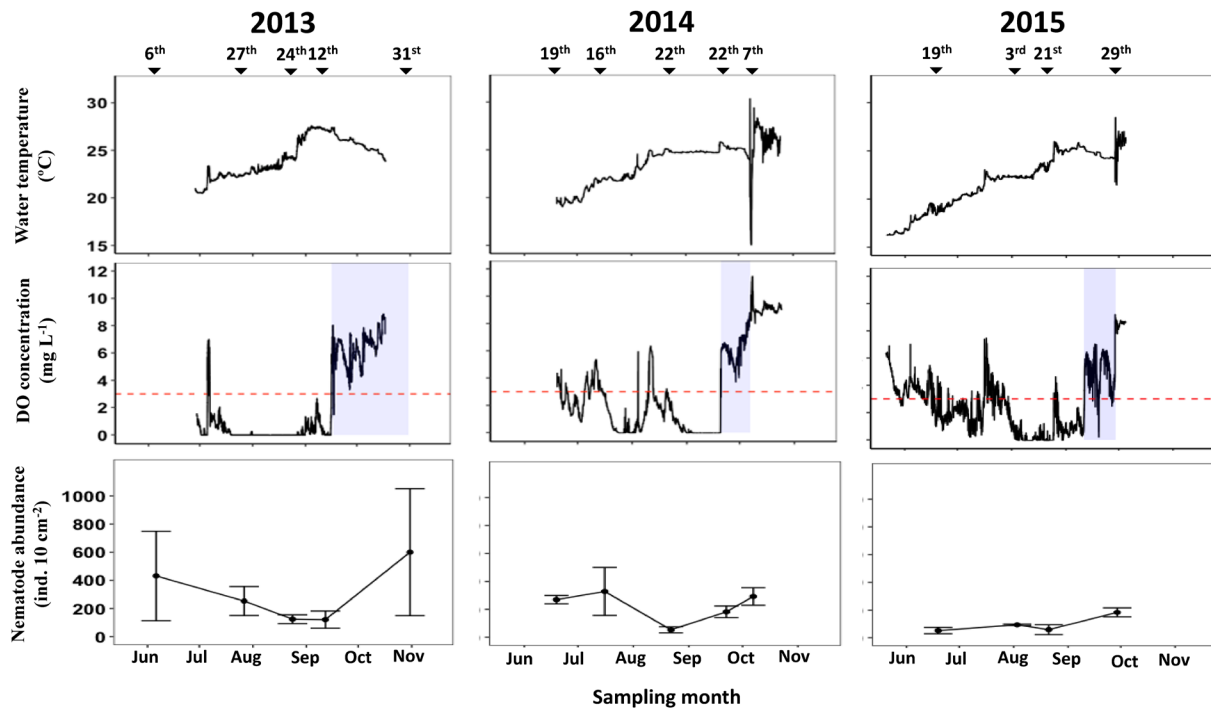 2013 2014 2015
6th 27th 24th 12th 31st 19th 16th 22th 22th 7th 19th 3rd 21st 29th
Water temperature
(ºC)
30
25
20
15
DO concentration
(mg L-1)
12
10
8
6
4
2
0
Nematode abundance
(ind. 10 cm-2)
1000
800
600
400
200
0
Jun Jul Aug Sep Oct Nov Jun Jul Aug Sep Oct Nov Jun Jul Aug Sep Oct Nov
Sampling month